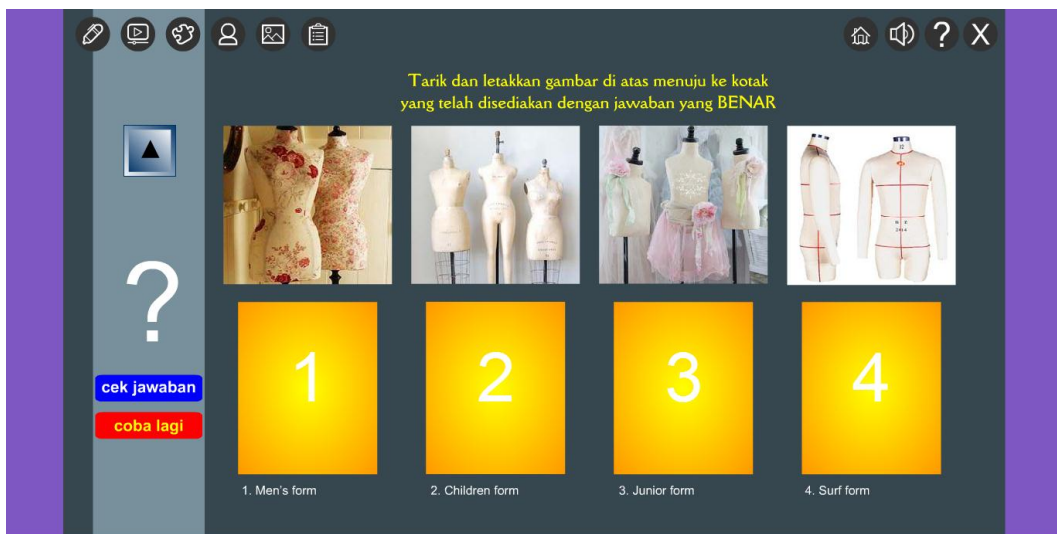 Tarik dan letakkan gambar di atas menuju ke kotak
yang telah disediakan dengan jawaban yang BENAR
?
cek jawaban
coba lagi
1
2
3
4
1. Men's form
2. Children form
3. Junior form
4. Surf form
? X